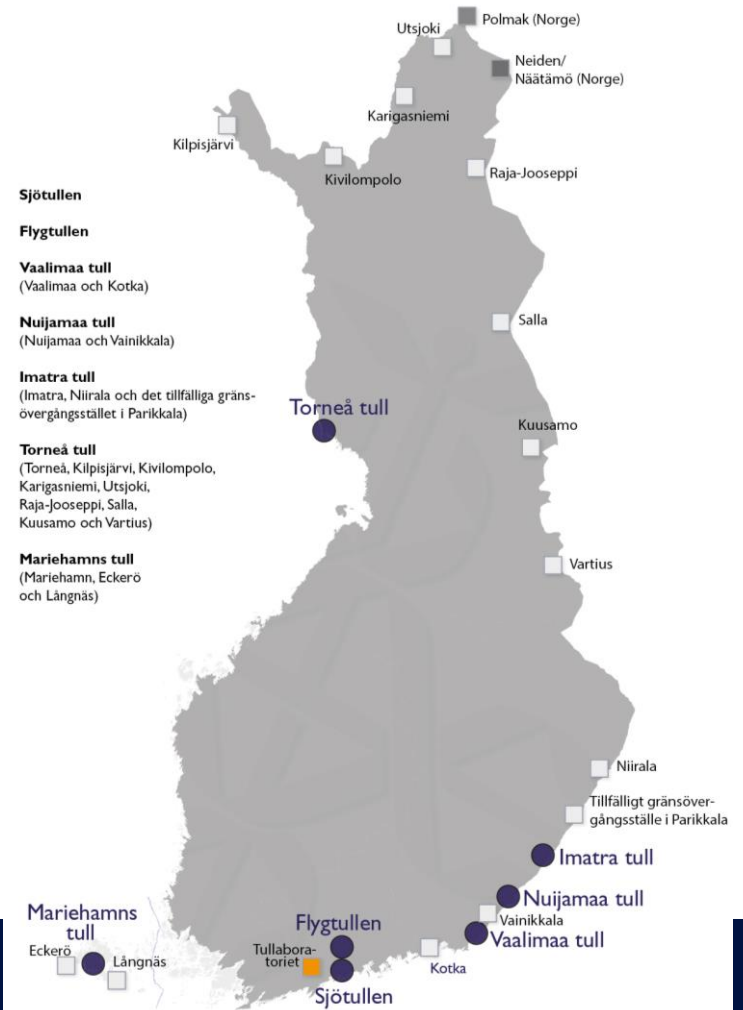 Utsjoki
Polmak (Norge)
Neiden/
Näätämö (Norge)
Karigasniemi
Kilpisjärvi
Kivilompolo
Raja-Jooseppi
Sjötullen
Flygtullen
Vaalimaa tull
(Vaalimaa och Kotka)
Nuijamaa tull
(Nuijamaa och Vainikkala)
Imatra tull
(Imatra, Niirala och det tillfälliga gräns-
övergångsstället i Parikkala)
Torneå tull
(Torneå, Kilpisjärvi, Kivilompolo,
Karigasniemi, Utsjoki,
Raja-Jooseppi, Salla,
Kuusamo och Vartius)
Mariehamns tull
(Mariehamn, Eckerö
och Långnäs)
Salla
Torneå tull
Kuusamo
Vartius
Niirala
Tillfälligt gränsöver-
gångsställe i Parikkala
Imatra tull
Nuijamaa tull
Vainikkala
Vaalimaa tull
Kotka
Mariehamns
tull
Eckerö
Långnäs
Flygtullen
Tullabora-
toriet
Sjötullen